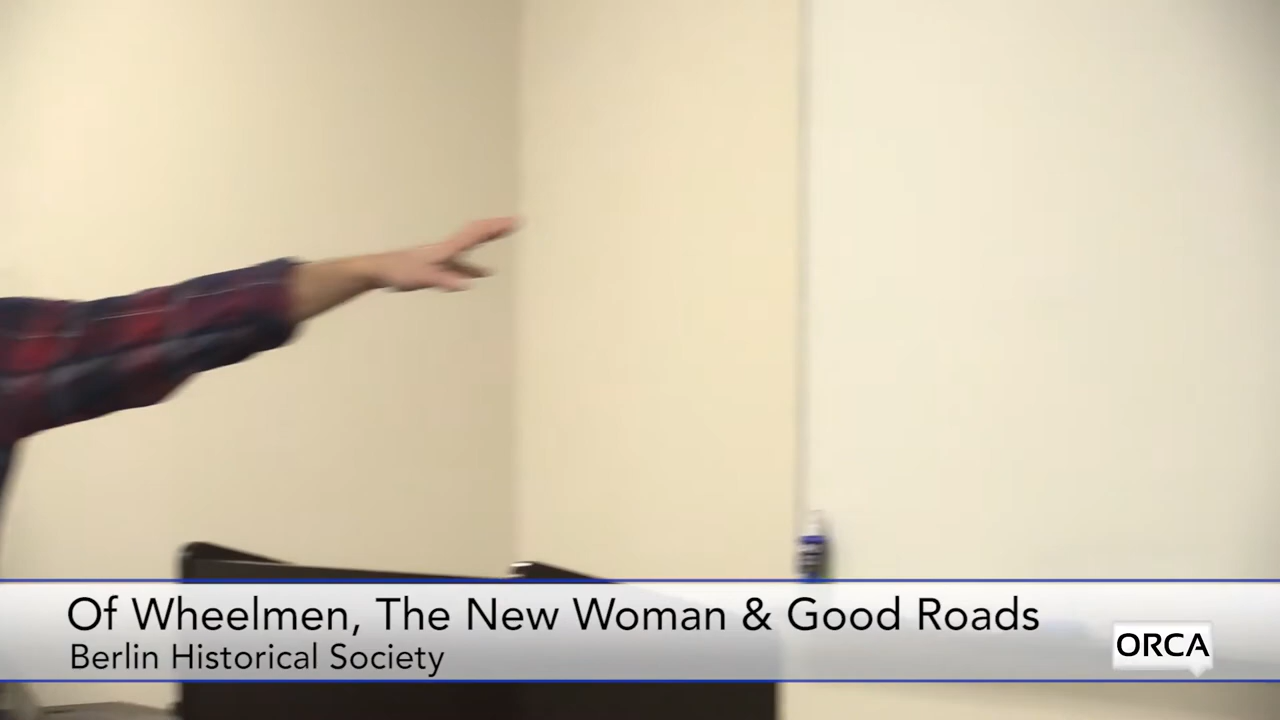 Of Wheelmen, The New Woman & Good Roads
Berlin Historical Society
ORCA